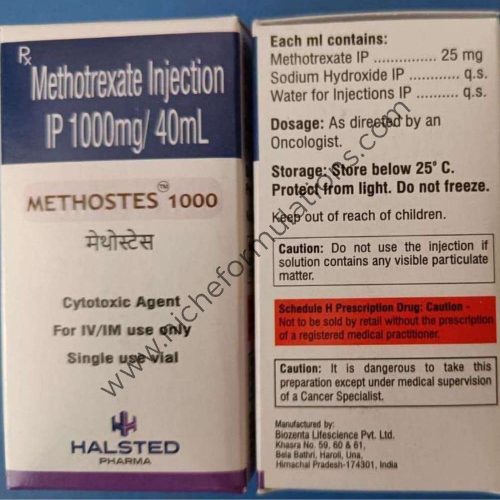 Rx
Methotrexate Injection
IP 1000mg/ 40mL
METHOSTES™ 1000
मेथोस्टेस
Cytotoxic Agent
For IV/IM use only
Single use vial
HALSTED
PHARMA
Each ml contains:
Methotrexate IP ............... 25 mg
Sodium Hydroxide IP ............ q.s.
Water for Injections IP .......... q.s.
Dosage: As directed by an
Oncologist.
Storage: Store below 25° C.
Protect from light. Do not freeze.
Keep out of reach of children.
Caution: Do not use the injection if
solution contains any visible particulate
matter.
Schedule H Prescription Drug: Caution -
Not to be sold by retail without the prescription
of a registered medical practitioner.
Caution: It is dangerous to take this
preparation except under medical supervision
of a Cancer Specialist.
Manufactured by:
Biozenta Lifescience Pvt. Ltd.
Khasra No. 59, 60 & 61,
Bela Bathri, Haroli, Una,
Himachal Pradesh-174301, India
www.nicheformulations.com